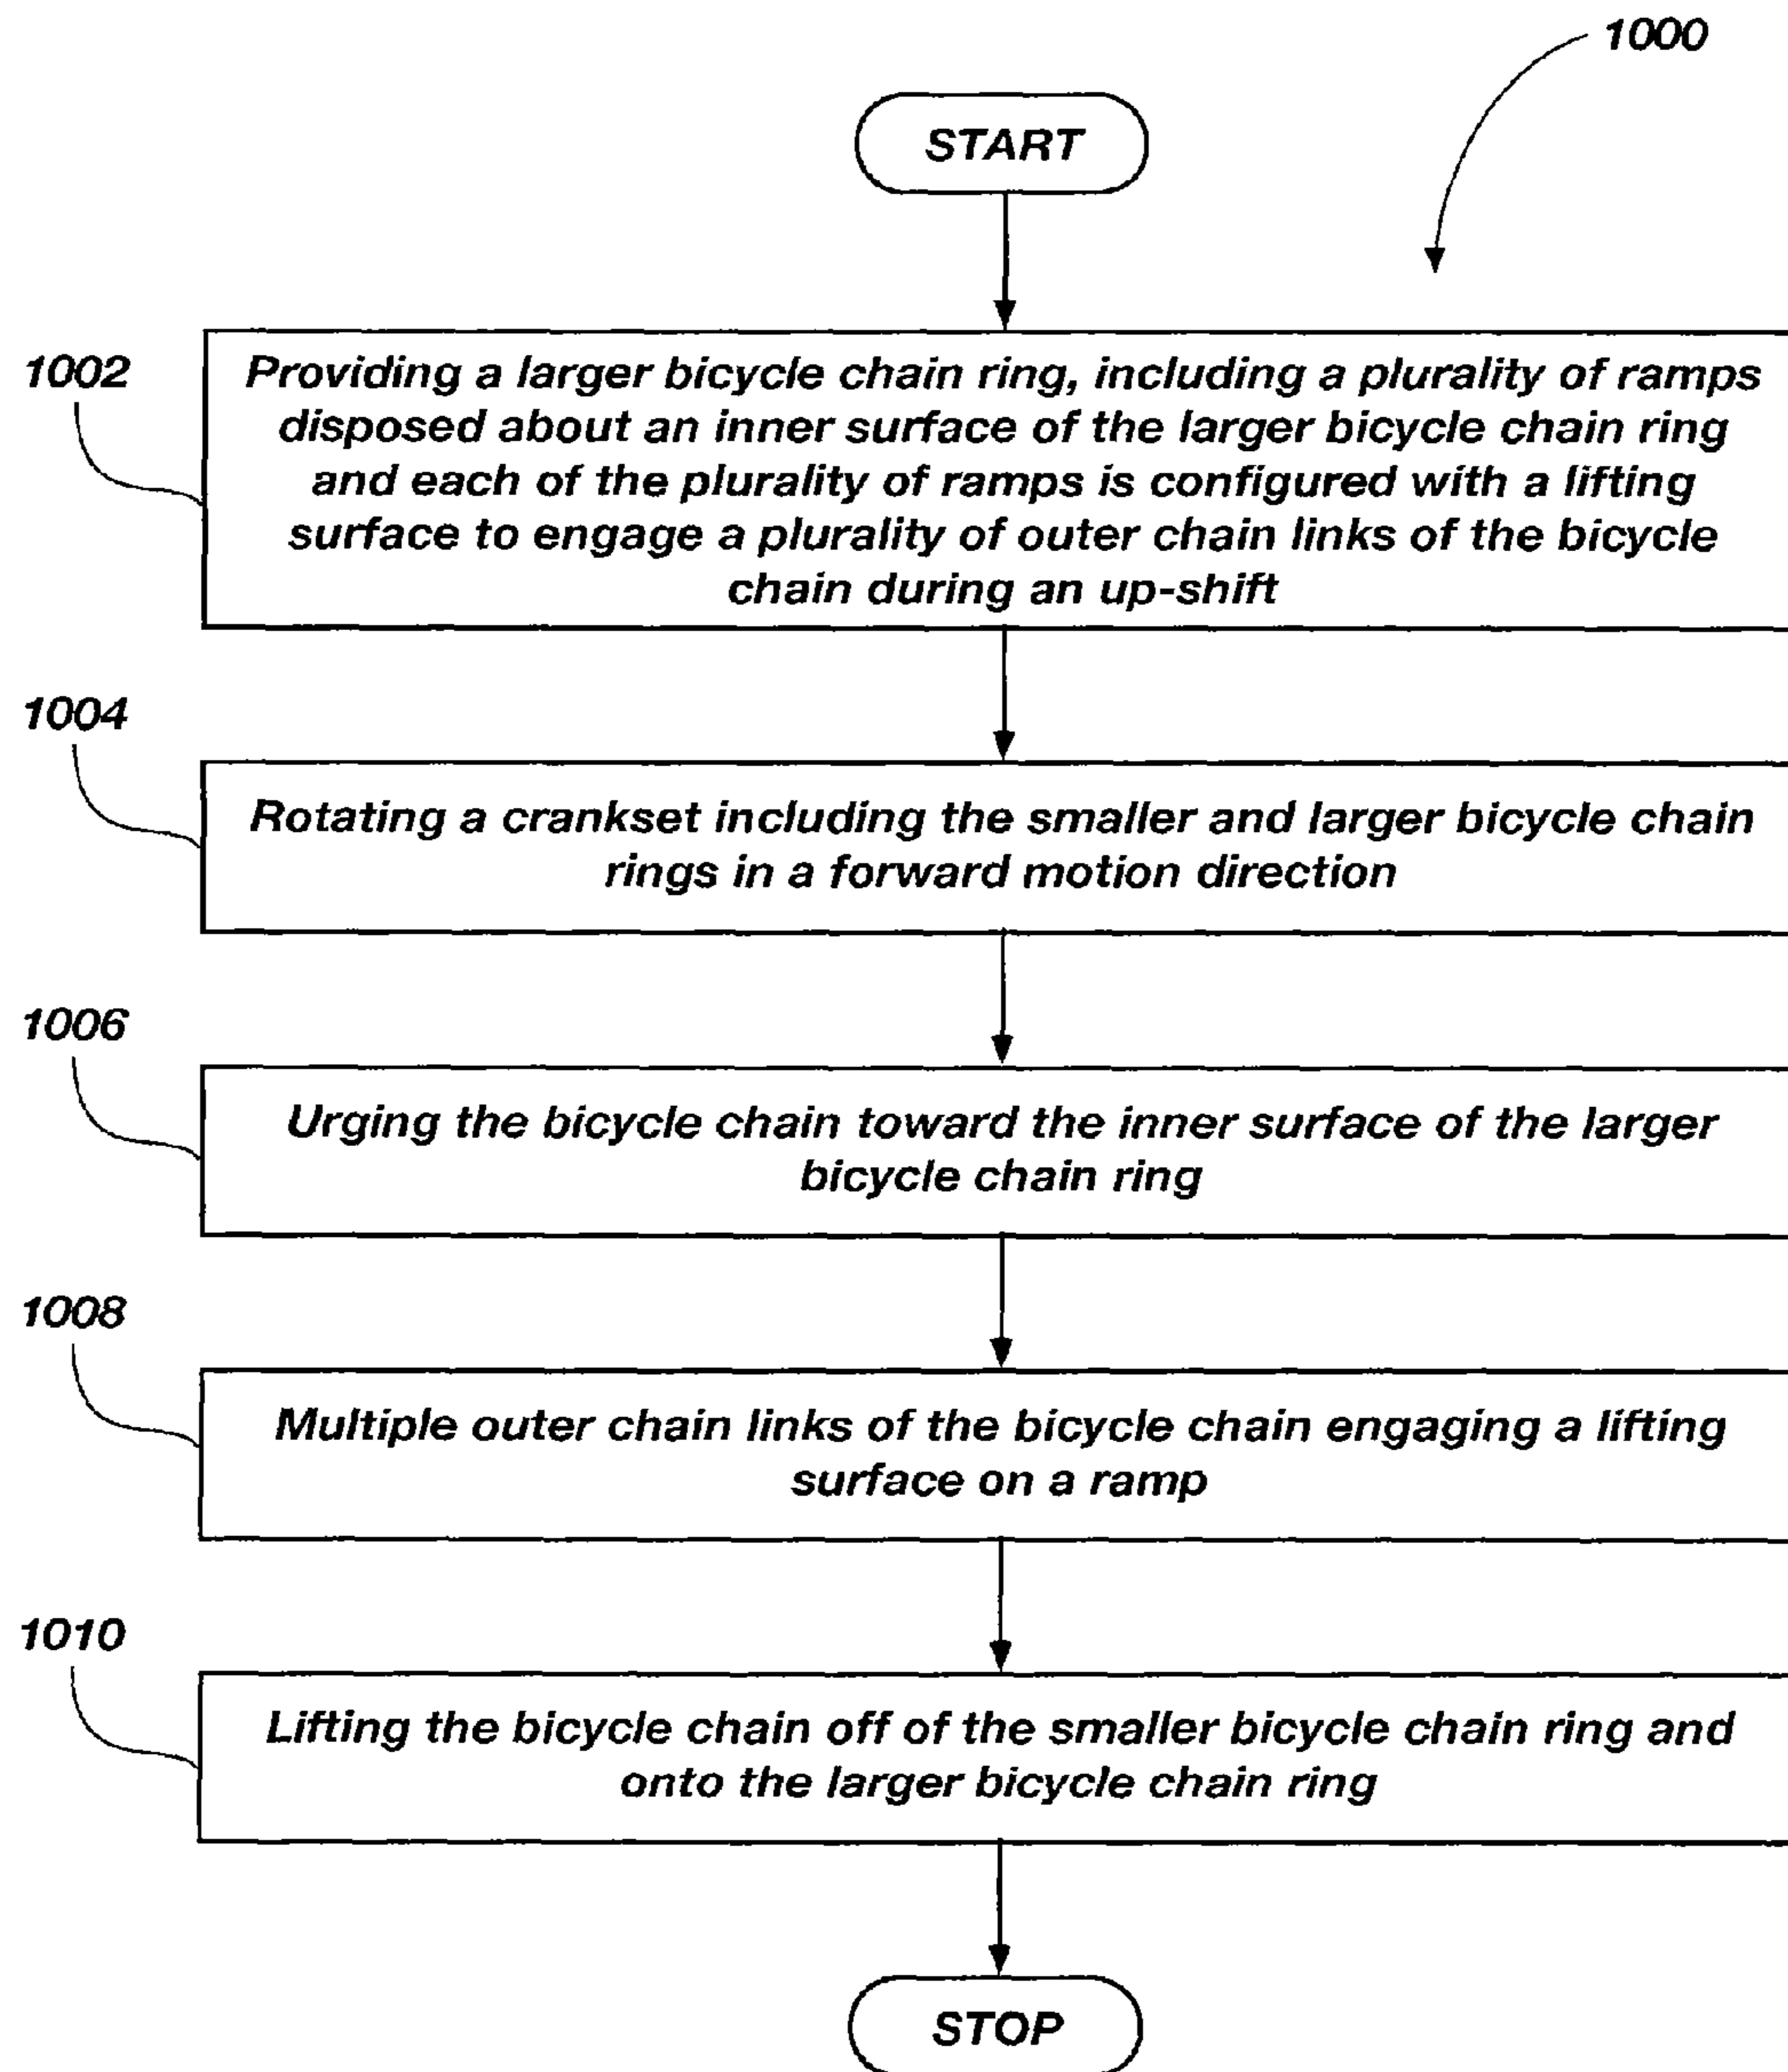 1000
START
1002
Providing a larger bicycle chain ring, including a plurality of ramps
disposed about an inner surface of the larger bicycle chain ring
and each of the plurality of ramps is configured with a lifting
surface to engage a plurality of outer chain links of the bicycle
chain during an up-shift
1004
Rotating a crankset including the smaller and larger bicycle chain
rings in a forward motion direction
1006
Urging the bicycle chain toward the inner surface of the larger
bicycle chain ring
1008
Multiple outer chain links of the bicycle chain engaging a lifting
surface on a ramp
1010
Lifting the bicycle chain off of the smaller bicycle chain ring and
onto the larger bicycle chain ring
STOP